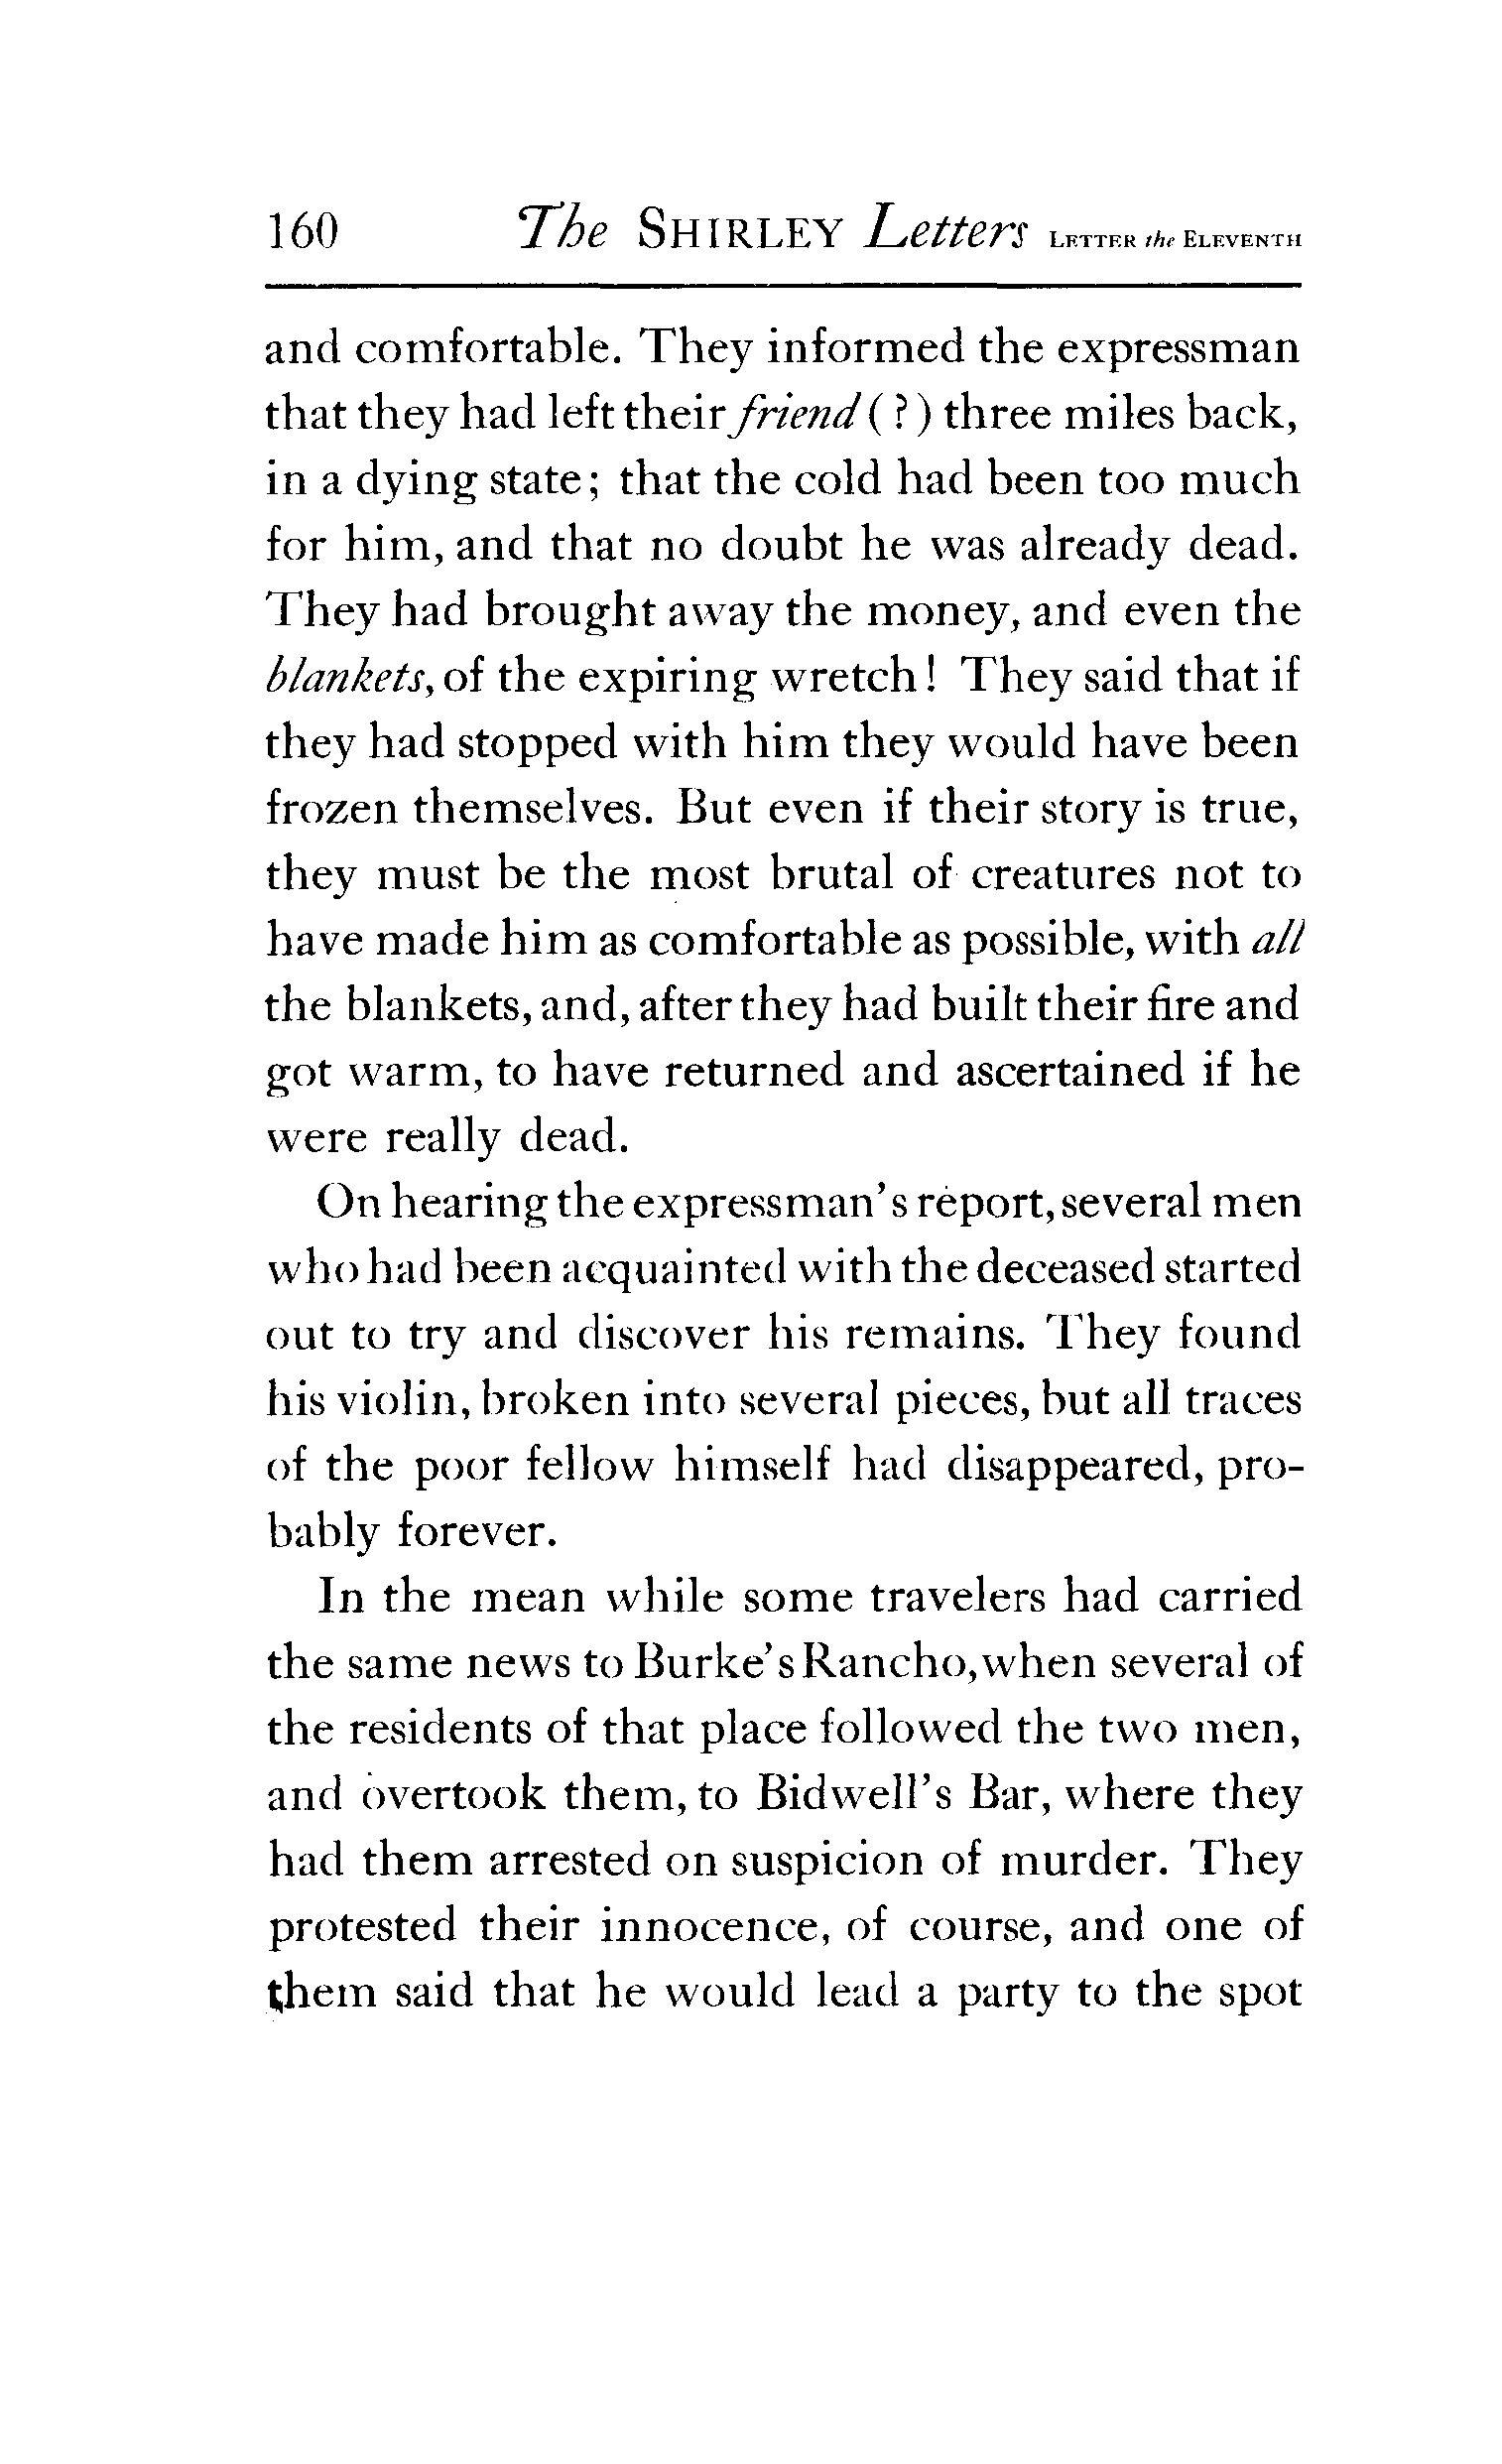 160 The SHIRLEY Letters LETTER the ELEVENTH
and comfortable. They informed the expressman
that they had left their friend (?) three miles back,
in a dying state; that the cold had been too much
for him, and that no doubt he was already dead.
They had brought away the money, and even the
blankets, of the expiring wretch! They said that if
they had stopped with him they would have been
frozen themselves. But even if their story is true,
they must be the most brutal of creatures not to
have made him as comfortable as possible, with all
the blankets, and, after they had built their fire and
got warm, to have returned and ascertained if he
were really dead.
On hearing the expressman's report, several men
who had been acquainted with the deceased started
out to try and discover his remains. They found
his violin, broken into several pieces, but all traces
of the poor fellow himself had disappeared, pro-
bably forever.
In the mean while some travelers had carried
the same news to Burke's Rancho, when several of
the residents of that place followed the two men,
and overtook them, to Bidwell's Bar, where they
had them arrested on suspicion of murder. They
protested their innocence, of course, and one of
them said that he would lead a party to the spot